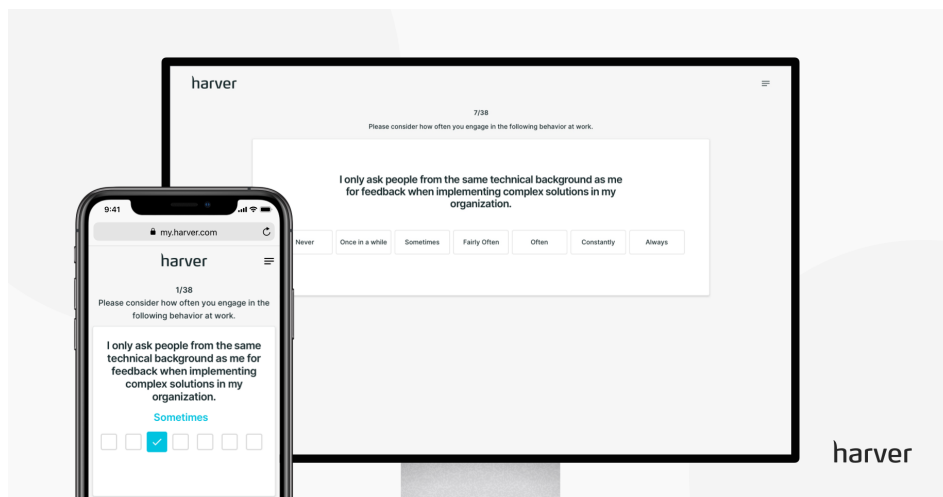 harver
7/38
Please consider how often you engage in the following behavior at work.
I only ask people from the same technical background as me
for feedback when implementing complex solutions in my
organization.
Never
Once in a while
Sometimes
Fairly Often
Often
Constantly
Always
9:41
my.harver.com
harver
1/38
Please consider how often you engage in the
following behavior at work.
I only ask people from the same
technical background as me for
feedback when implementing
complex solutions in my
organization.
Sometimes
harver